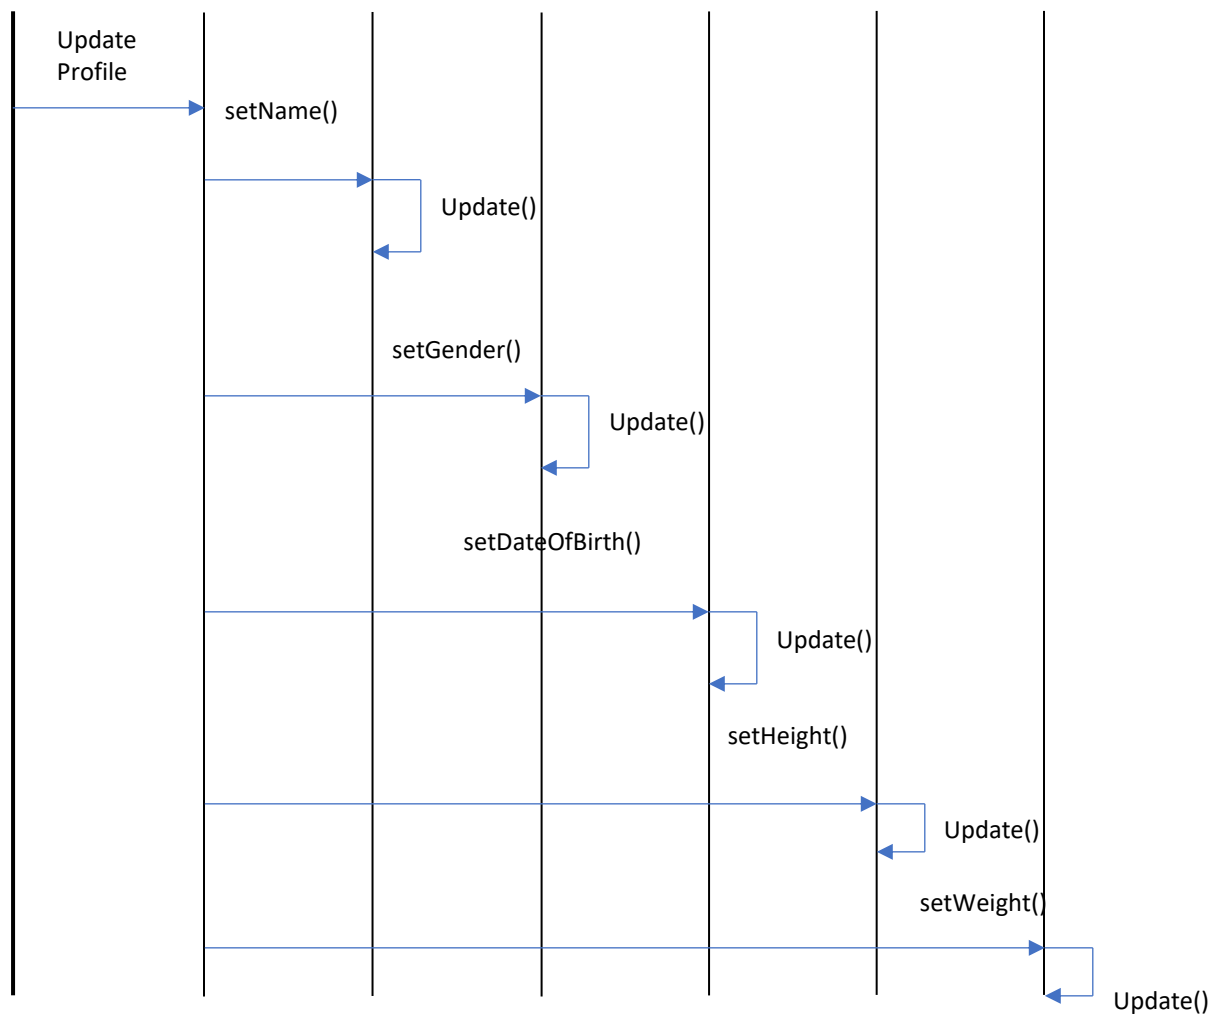 Update
Profile
setName()
Update()
setGender()
Update()
setDateOfBirth()
Update()
setHeight()
Update()
setWeight()
Update()